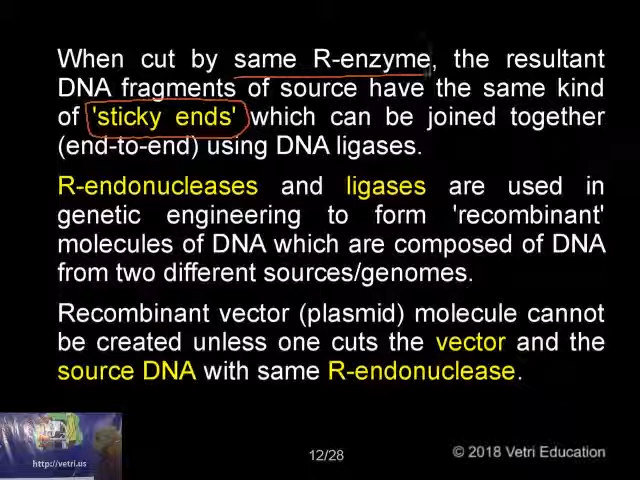 When cut by same R-enzyme, the resultant
DNA fragments of source have the same kind
of 'sticky ends' which can be joined together
(end-to-end) using DNA ligases.
R-endonucleases and ligases are used in
genetic engineering to form 'recombinant'
molecules of DNA which are composed of DNA
from two different sources/genomes.
Recombinant vector (plasmid) molecule cannot
be created unless one cuts the vector and the
source DNA with same R-endonuclease.
http://vetri.us
12/28
© 2018 Vetri Education